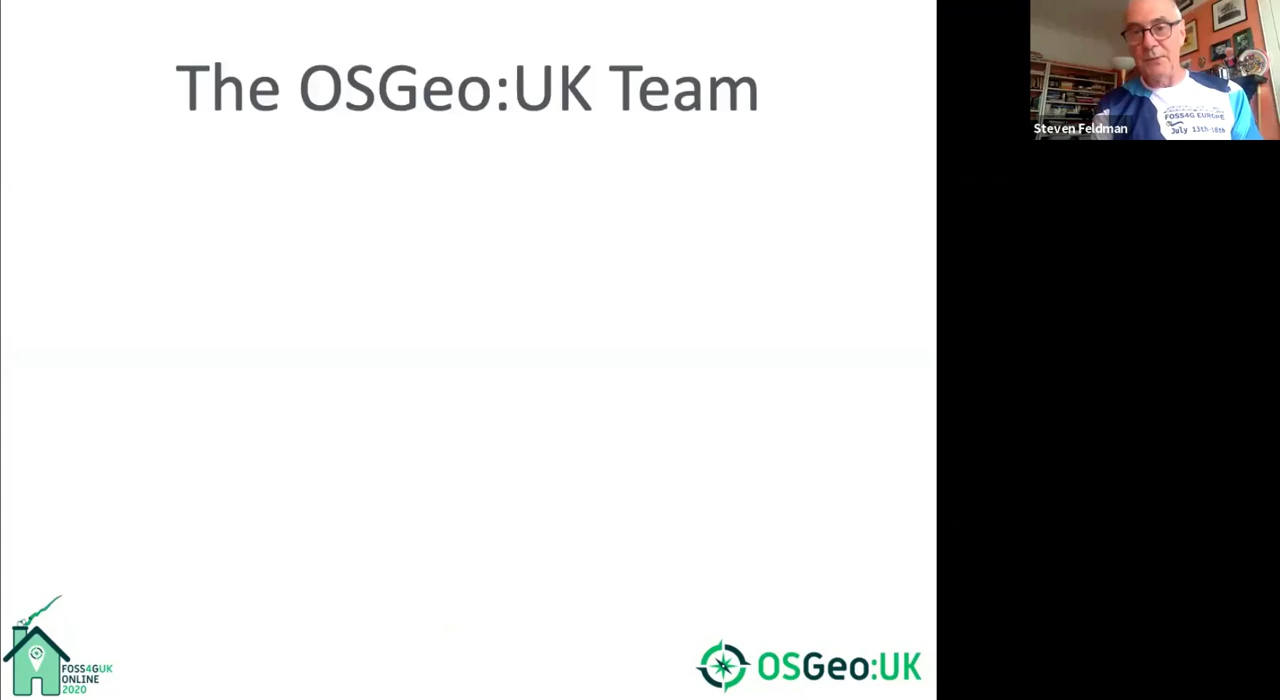 The OSGeo:UK Team
Steven Feldman
FOSS4G EUROPE
July 13th-18th
FOSS4GUK
ONLINE
2020
OSGeo:UK